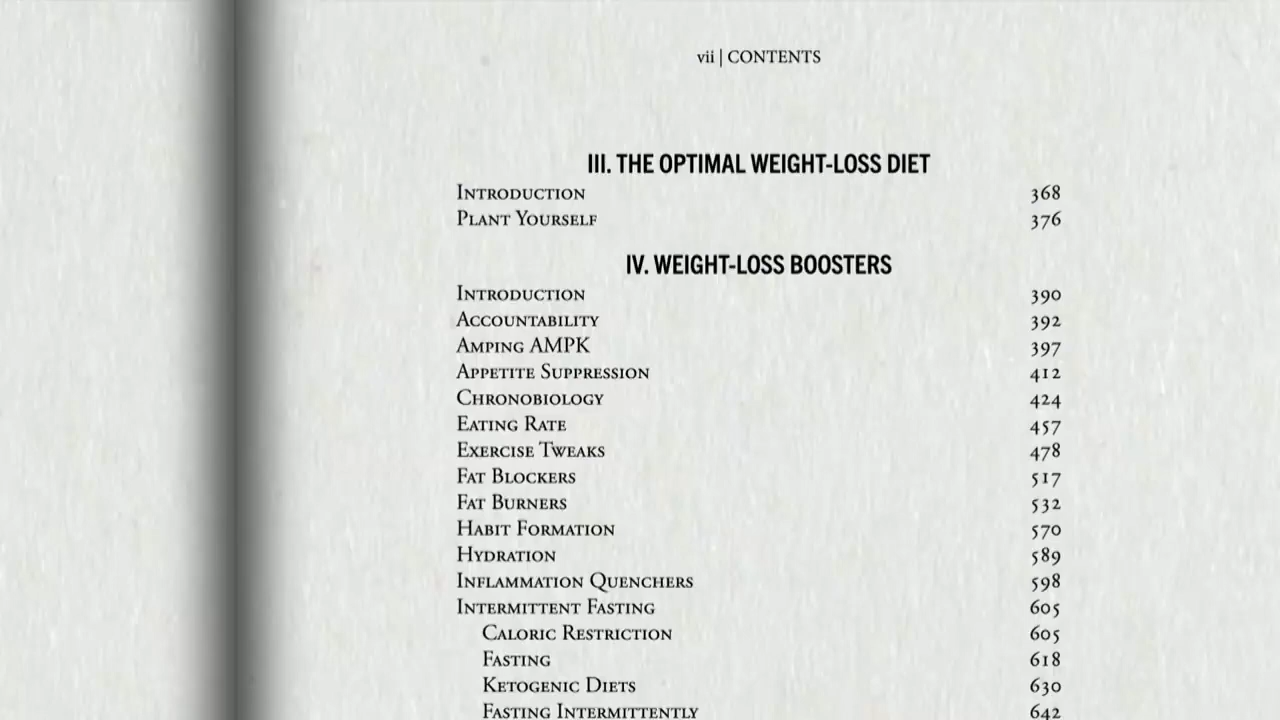 vii | CONTENTS
III. THE OPTIMAL WEIGHT-LOSS DIET
INTRODUCTION 368
PLANT YOURSELF 376
IV. WEIGHT-LOSS BOOSTERS
INTRODUCTION 390
ACCOUNTABILITY 392
AMPING AMPK 397
APPETITE SUPPRESSION 412
CHRONOBIOLOGY 424
EATING RATE 457
EXERCISE TWEAKS 478
FAT BLOCKERS 517
FAT BURNERS 532
HABIT FORMATION 570
HYDRATION 589
INFLAMMATION QUENCHERS 598
INTERMITTENT FASTING 605
CALORIC RESTRICTION 605
FASTING 618
KETOGENIC DIETS 630
FASTING INTERMITTENTLY 642